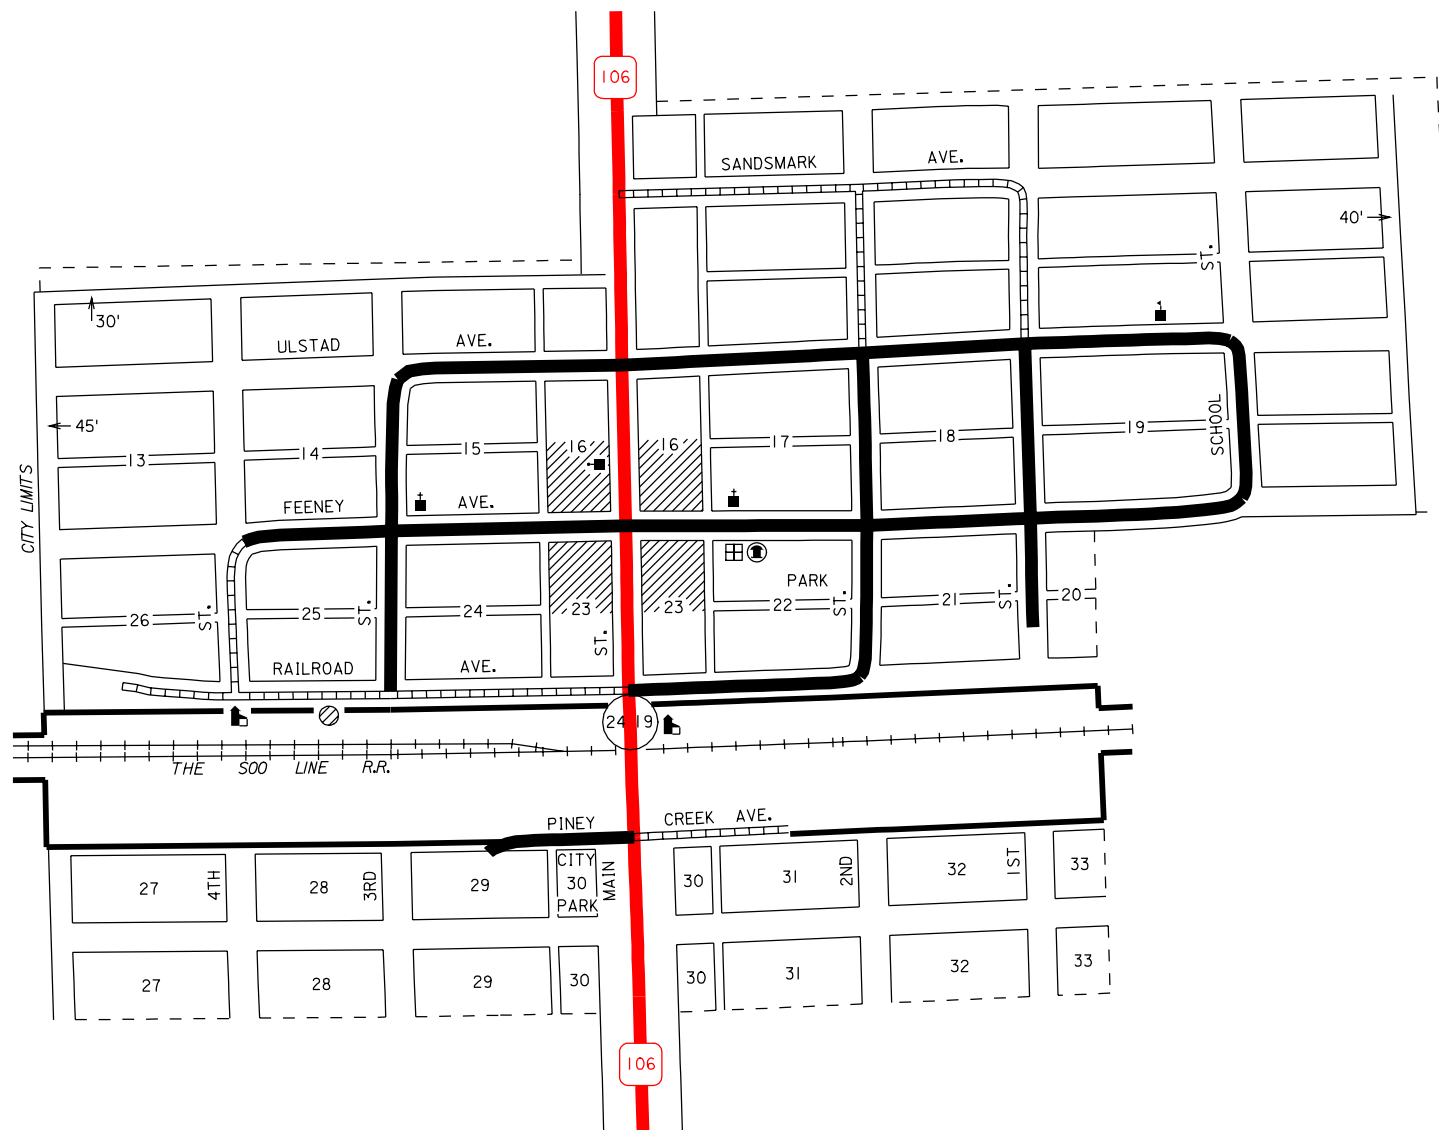 106
SANDSMARK AVE.
40'
ST.
30'
ULSTAD AVE.
45'
SCHOOL
13
14
15
16
16
17
18
19
CITY LIMITS
FEENEY AVE.
PARK
26
ST.
25
ST.
24
23
23
22
ST.
21
ST.
20
ST.
RAILROAD AVE.
2419
THE SOO LINE R.R.
PINEY CREEK AVE.
CITY
30
PARK
MAIN
27
4TH
28
3RD
29
30
31
2ND
32
1ST
33
27
28
29
30
30
31
32
33
106